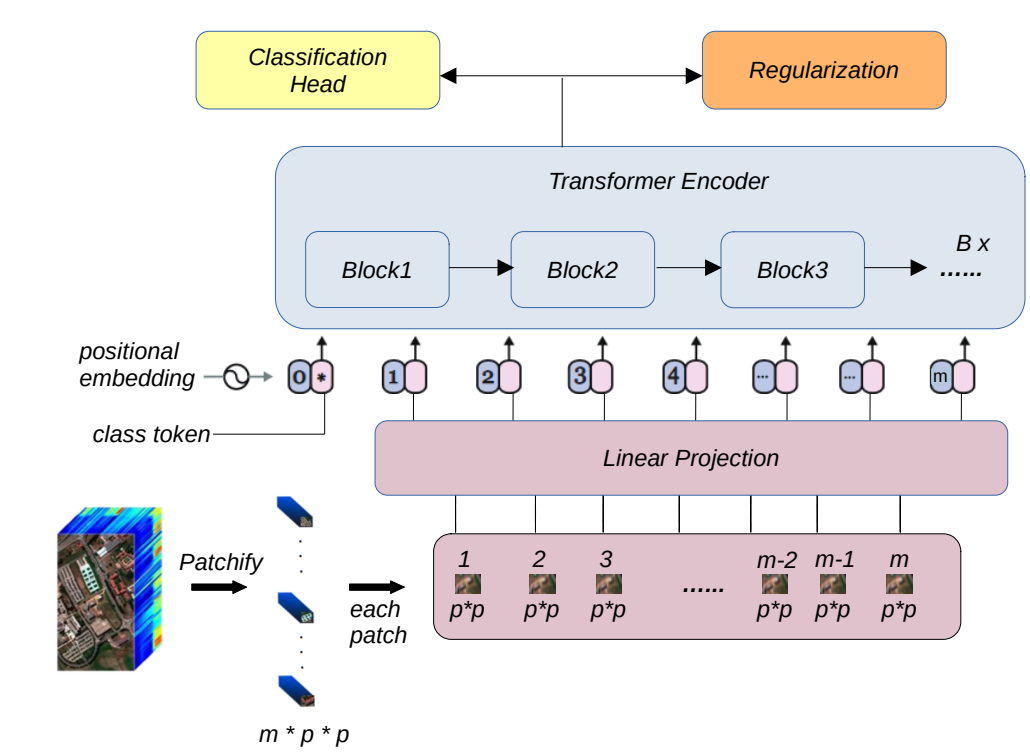 Classification
Head
Regularization
Transformer Encoder
Block1
Block2
Block3
B x
......
positional
embedding
0 *
1
2
3
4
...
...
m
class token
Linear Projection
Patchify
each
patch
1 2 3 ...... m-2 m-1 m
p*p p*p p*p p*p p*p p*p
m * p * p